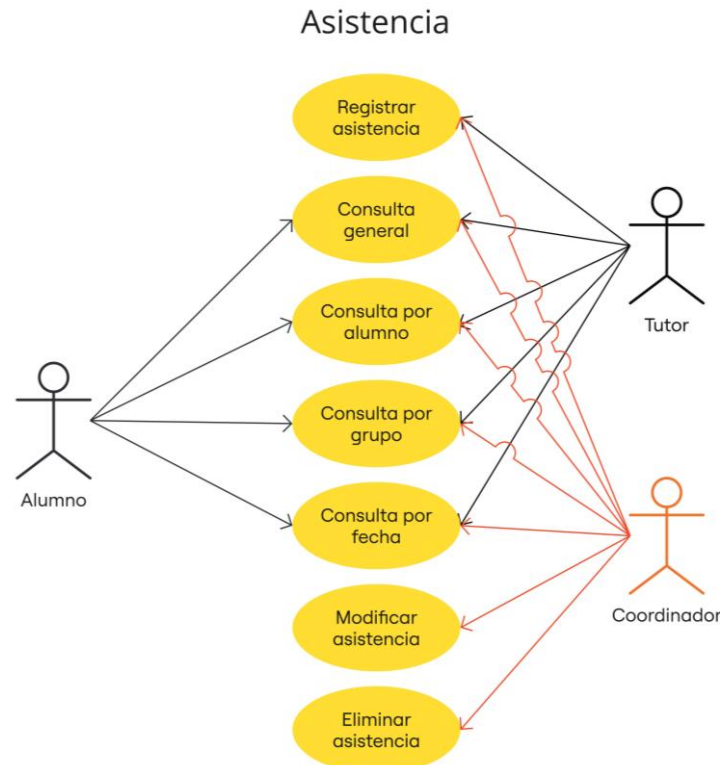 Asistencia
Registrar
asistencia
Consulta
general
Consulta por
alumno
Consulta por
grupo
Consulta por
fecha
Modificar
asistencia
Eliminar
asistencia
Alumno
Tutor
Coordinador